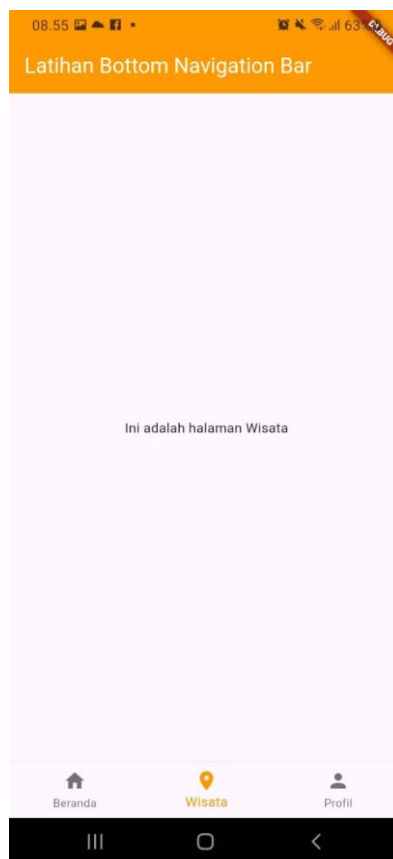 08.55 63%
DEBUG
Latihan Bottom Navigation Bar
Ini adalah halaman Wisata
Beranda Wisata Profil